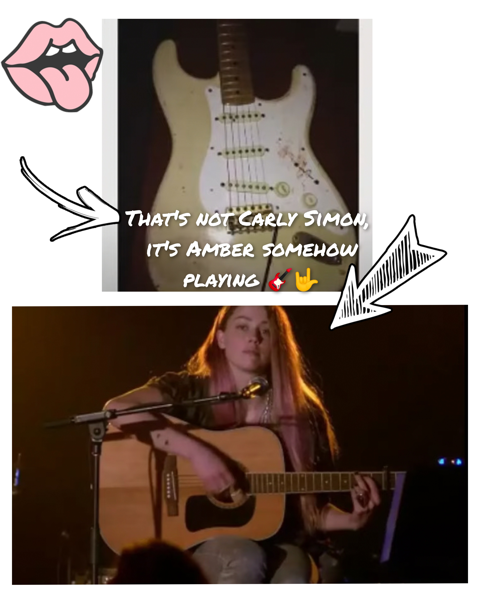 That's not Carly Simon,
it's Amber somehow
playing 🎸🤟